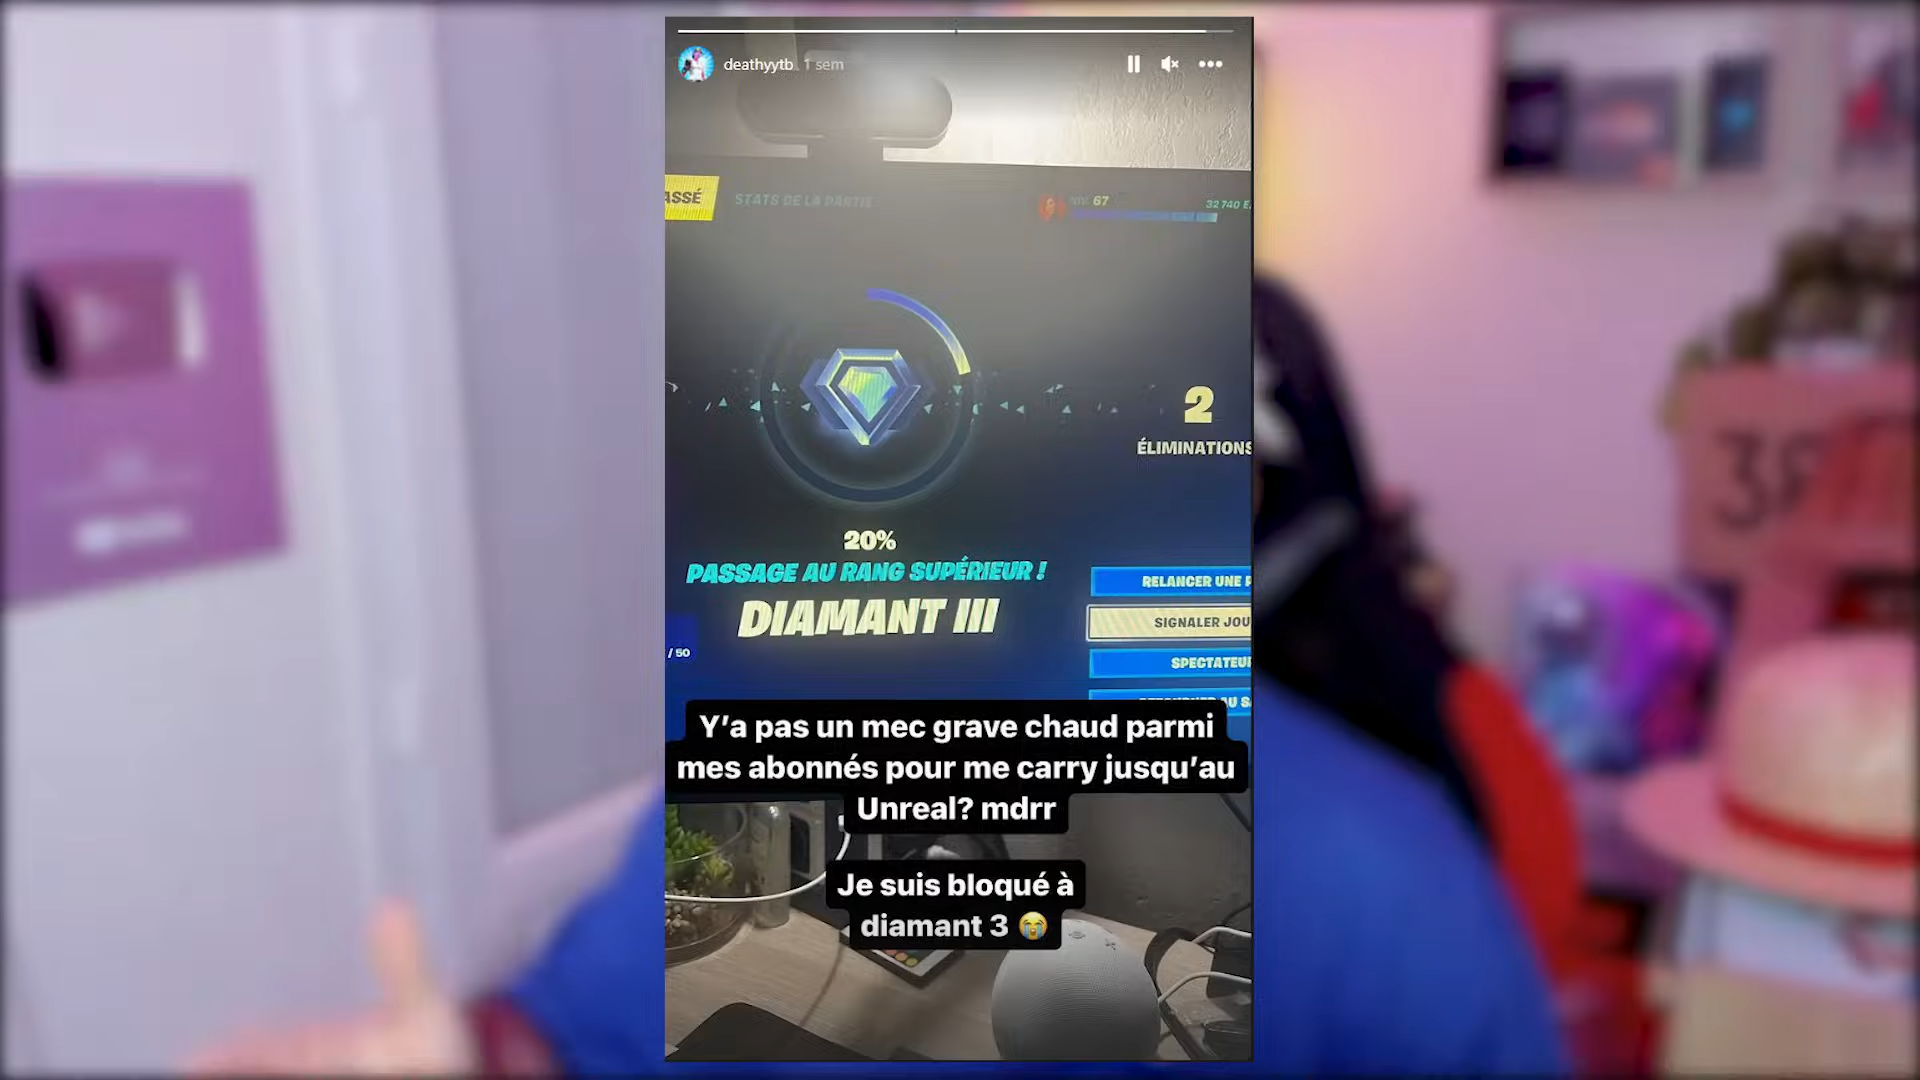 deathyytb 1 sem
ASSÉ STATS DE LA PARTIE
NIV. 67
32 740 E
2
ÉLIMINATIONS
20%
PASSAGE AU RANG SUPÉRIEUR !
DIAMANT III
RELANCER UNE P
SIGNALER JOU
SPECTATEU
/ 50
Y'a pas un mec grave chaud parmi
mes abonnés pour me carry jusqu'au
Unreal? mdrr
Je suis bloqué à
diamant 3 😭